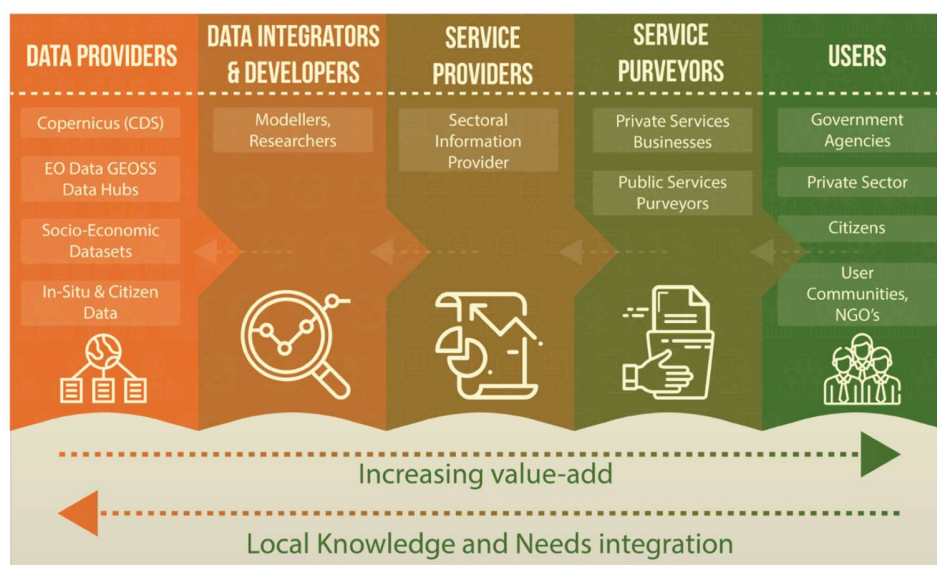 DATA PROVIDERS
Copernicus (CDS)
EO Data GEOSS
Data Hubs
Socio-Economic
Datasets
In-Situ & Citizen
Data
DATA INTEGRATORS
& DEVELOPERS
Modellers,
Researchers
SERVICE
PROVIDERS
Sectoral
Information
Provider
SERVICE
PURVEYORS
Private Services
Businesses
Public Services
Purveyors
USERS
Government
Agencies
Private Sector
Citizens
User
Communities,
NGO's
Increasing value-add
Local Knowledge and Needs integration